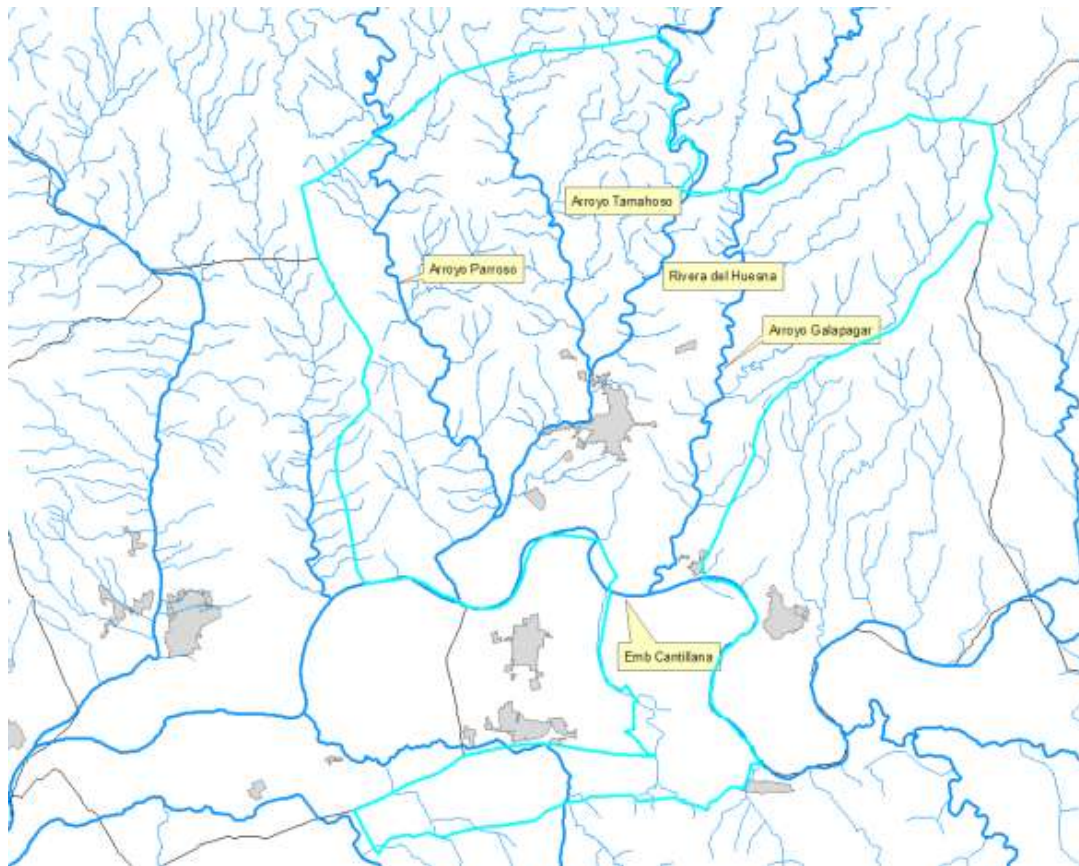 Arroyo Tamahoso
Arroyo Parroso
Rivera del Huesna
Arroyo Galapagar
Emb Cantillana